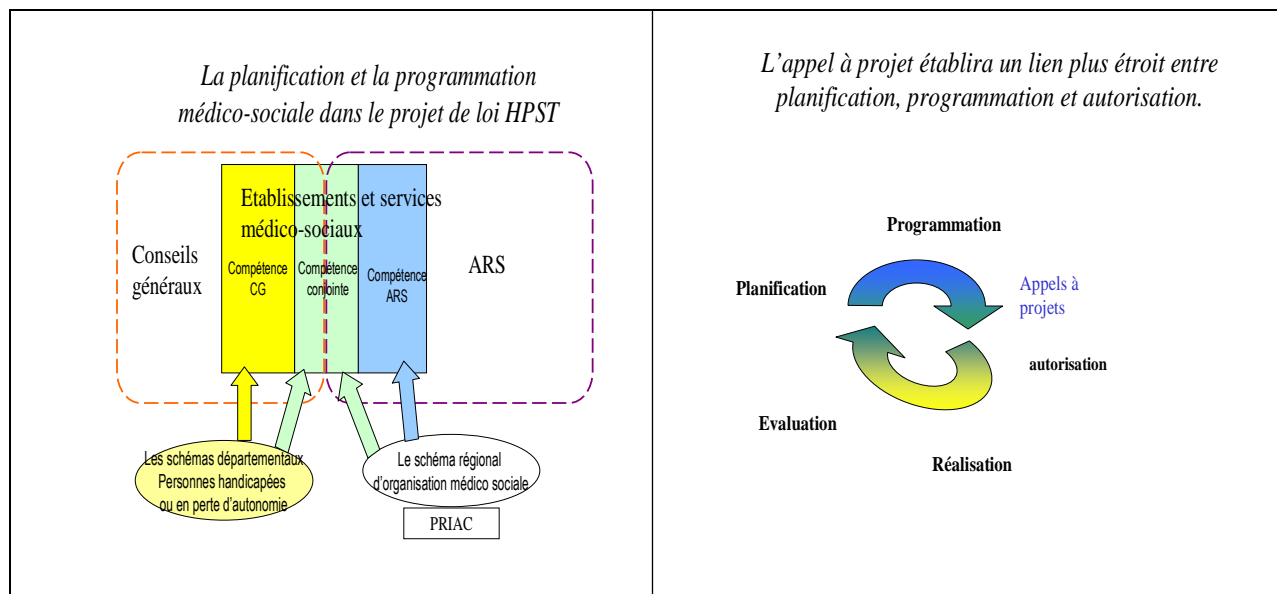 La planification et la programmation
médico-sociale dans le projet de loi HPST
Etablissements et services
médico-sociaux
Conseils
généraux
Compétence
CG
Compétence
conjointe
Compétence
ARS
ARS
Les schémas départementaux
Personnes handicapées
ou en perte d'autonomie
Le schéma régional
d'organisation médico sociale
PRIAC
L'appel à projet établira un lien plus étroit entre
planification, programmation et autorisation.
Programmation
Planification
Appels à
projets
autorisation
Evaluation
Réalisation